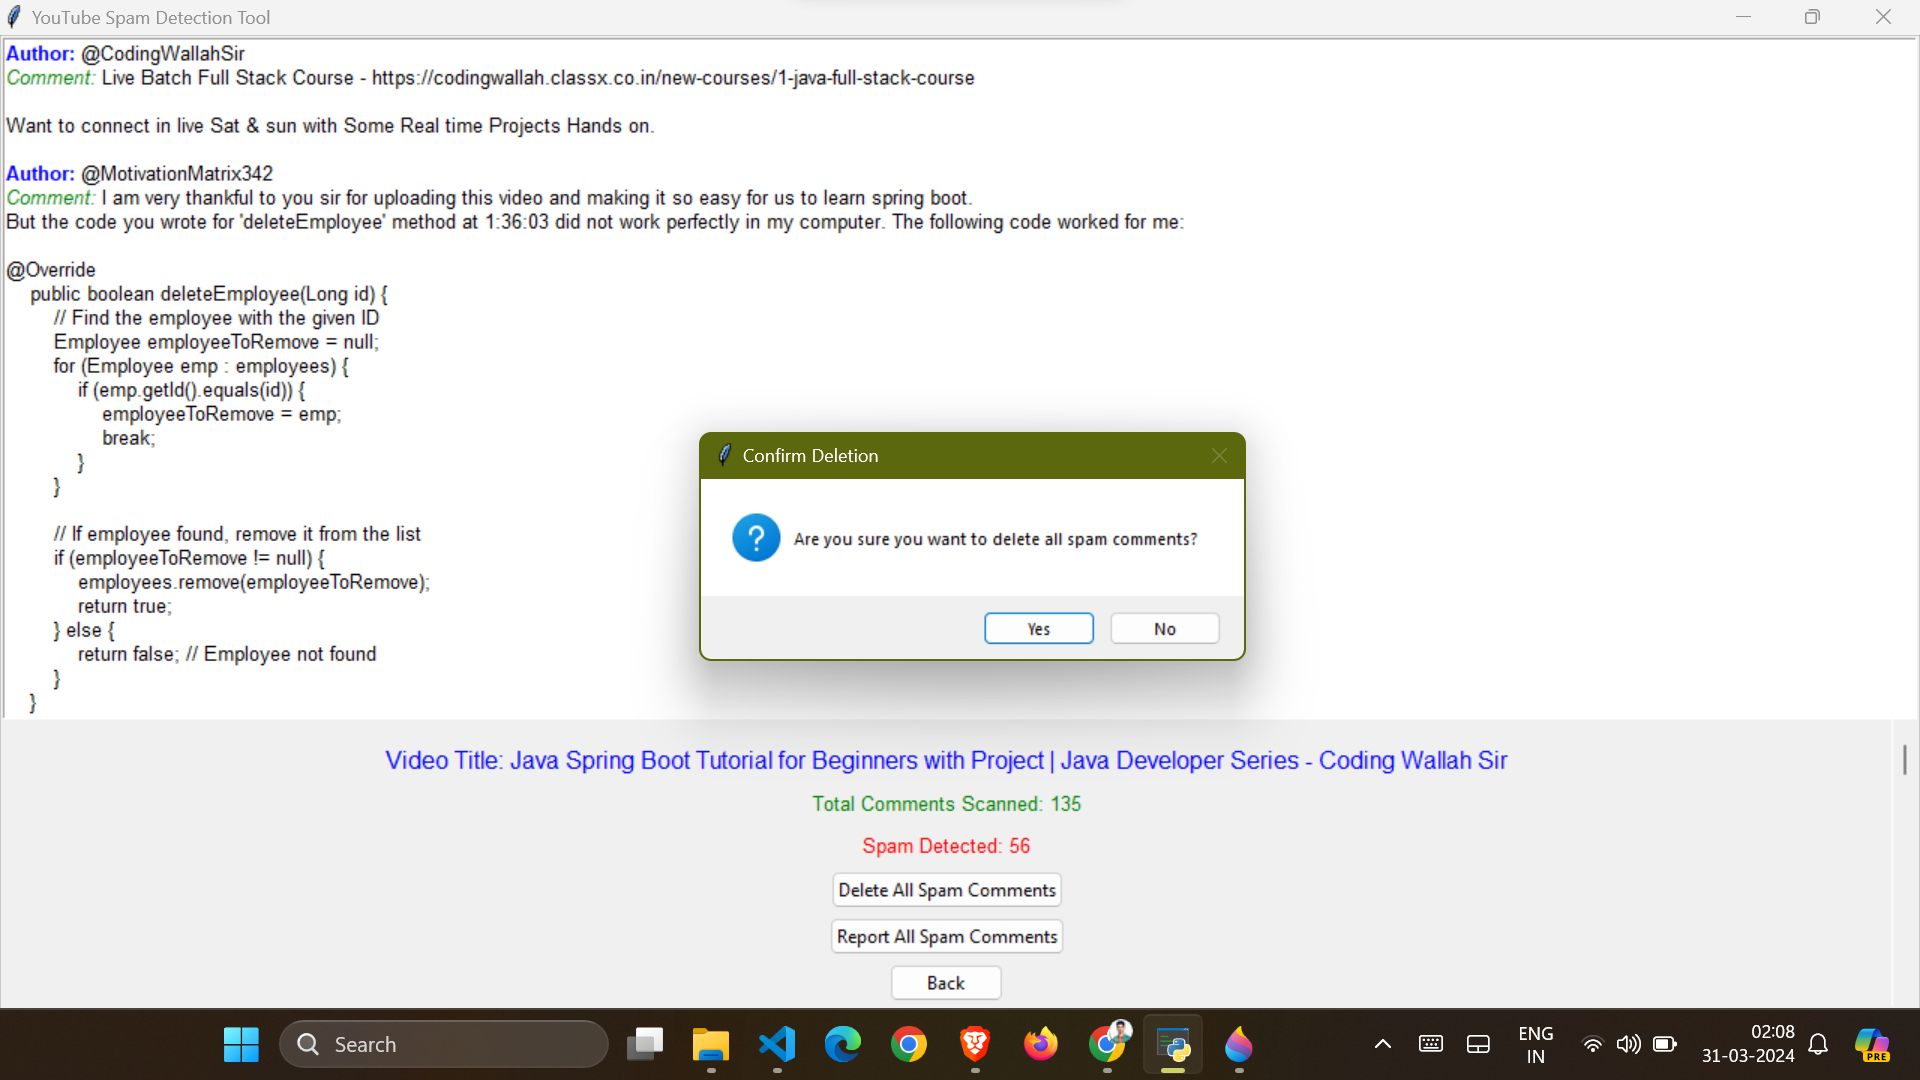 YouTube Spam Detection Tool
Author: @CodingWallahSir
Comment: Live Batch Full Stack Course - https://codingwallah.classx.co.in/new-courses/1-java-full-stack-course
Want to connect in live Sat & sun with Some Real time Projects Hands on.
Author: @MotivationMatrix342
Comment: I am very thankful to you sir for uploading this video and making it so easy for us to learn spring boot.
But the code you wrote for 'deleteEmployee' method at 1:36:03 did not work perfectly in my computer. The following code worked for me:
@Override
public boolean deleteEmployee(Long id) {
// Find the employee with the given ID
Employee employeeToRemove = null;
for (Employee emp : employees) {
if (emp.getId().equals(id)) {
employeeToRemove = emp;
break;
}
}
// If employee found, remove it from the list
if (employeeToRemove != null) {
employees.remove(employeeToRemove);
return true;
} else {
return false; // Employee not found
}
}
Confirm Deletion
Are you sure you want to delete all spam comments?
Yes No
Video Title: Java Spring Boot Tutorial for Beginners with Project | Java Developer Series - Coding Wallah Sir
Total Comments Scanned: 135
Spam Detected: 56
Delete All Spam Comments
Report All Spam Comments
Back
Search
ENG
IN
02:08
31-03-2024
PRE